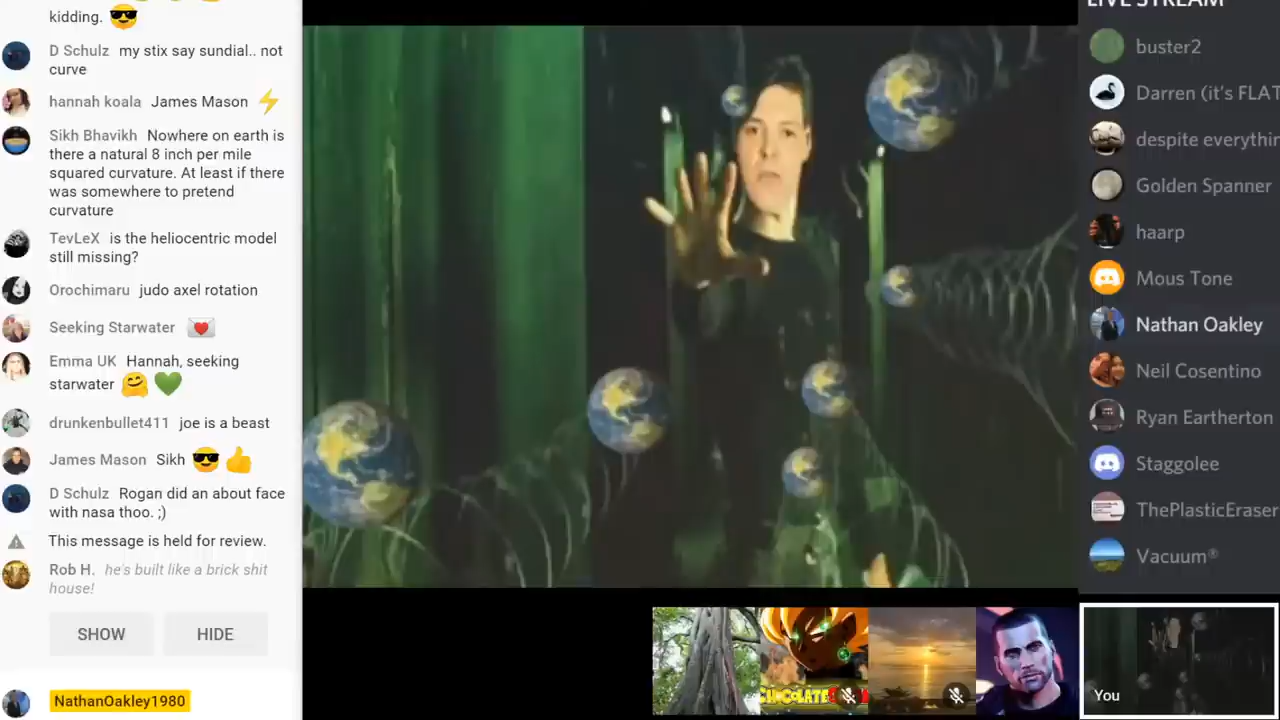 kidding.
D Schulz my stix say sundial.. not
curve
hannah koala James Mason
Sikh Bhavikh Nowhere on earth is
there a natural 8 inch per mile
squared curvature. At least if there
was somewhere to pretend
curvature
TevLeX is the heliocentric model
still missing?
Orochimaru judo axel rotation
Seeking Starwater
Emma UK Hannah, seeking
starwater
drunkenbullet411 joe is a beast
James Mason Sikh
D Schulz Rogan did an about face
with nasa thoo. ;)
This message is held for review.
Rob H. he's built like a brick shit
house!
SHOW HIDE
NathanOakley1980
LIVE STREAM
buster2
Darren (it's FLAT
despite everythin
Golden Spanner
haarp
Mous Tone
Nathan Oakley
Neil Cosentino
Ryan Eartherton
Staggolee
ThePlasticEraser
Vacuum®
You